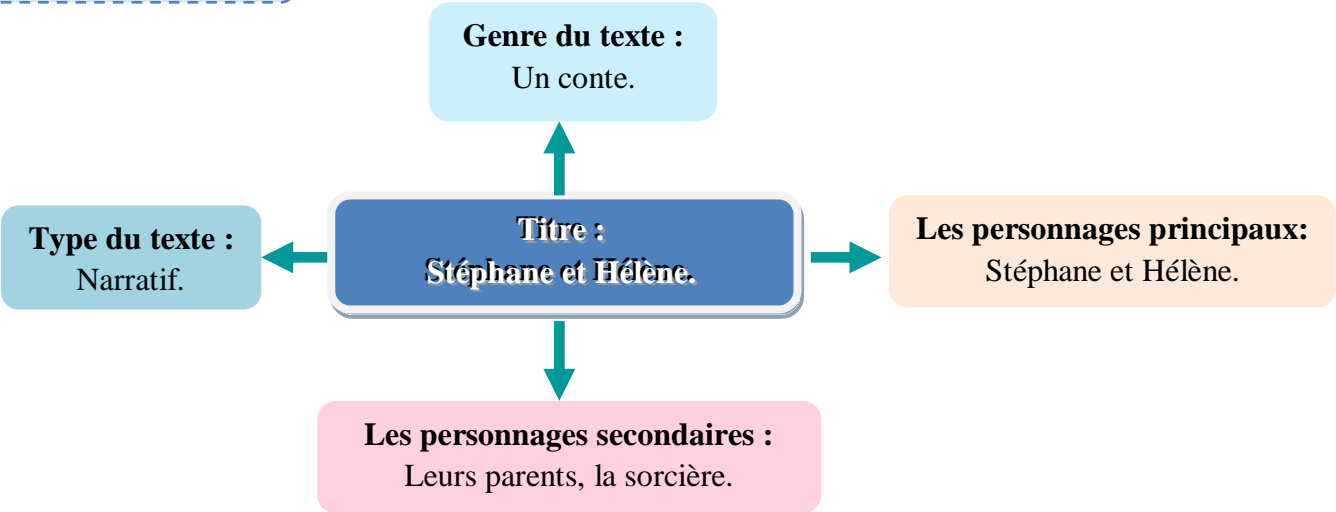 Genre du texte :
Un conte.
Type du texte :
Narratif.
Titre :
Stéphane et Hélène.
Les personnages principaux:
Stéphane et Hélène.
Les personnages secondaires :
Leurs parents, la sorcière.